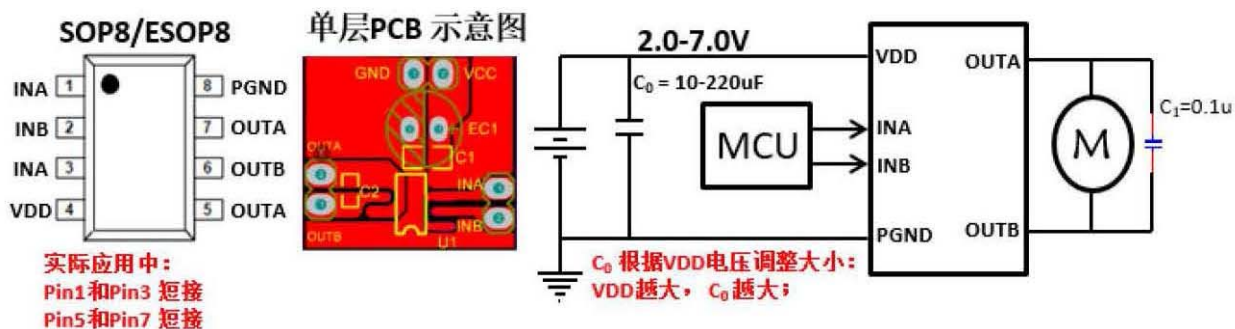 SOP8/ESOP8
INA 1
INB 2
INA 3
VDD 4
8 PGND
7 OUTA
6 OUTB
5 OUTA
实际应用中：
Pin1和Pin3 短接
Pin5和Pin7 短接
单层PCB 示意图
GND
VCC
EC1
C1
OUTA
C2
INA
OUTB
INB
U1
2.0-7.0V
C₀ = 10-220uF
MCU
VDD
INA
INB
PGND
OUTA
OUTB
M
C₁=0.1u
C₀ 根据VDD电压调整大小：
VDD越大， C₀ 越大；